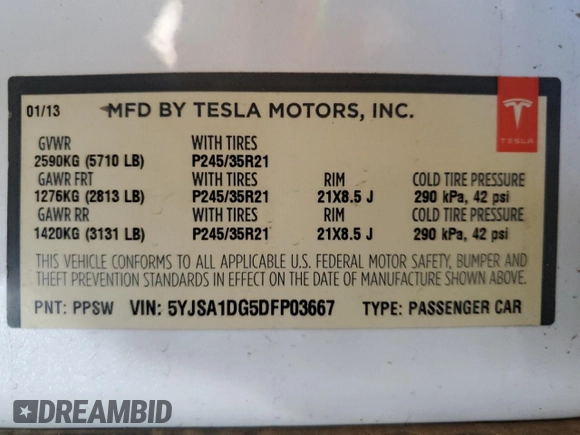 01/13 MFD BY TESLA MOTORS, INC.
TESLA
GVWR WITH TIRES
2590KG (5710 LB) P245/35R21
GAWR FRT WITH TIRES RIM COLD TIRE PRESSURE
1276KG (2813 LB) P245/35R21 21X8.5 J 290 kPa, 42 psi
GAWR RR WITH TIRES RIM COLD TIRE PRESSURE
1420KG (3131 LB) P245/35R21 21X8.5 J 290 kPa, 42 psi
THIS VEHICLE CONFORMS TO ALL APPLICABLE U.S. FEDERAL MOTOR SAFETY, BUMPER AND
THEFT PREVENTION STANDARDS IN EFFECT ON THE DATE OF MANUFACTURE SHOWN ABOVE.
PNT: PPSW VIN: 5YJSA1DG5DFP03667 TYPE: PASSENGER CAR
DREAMBID